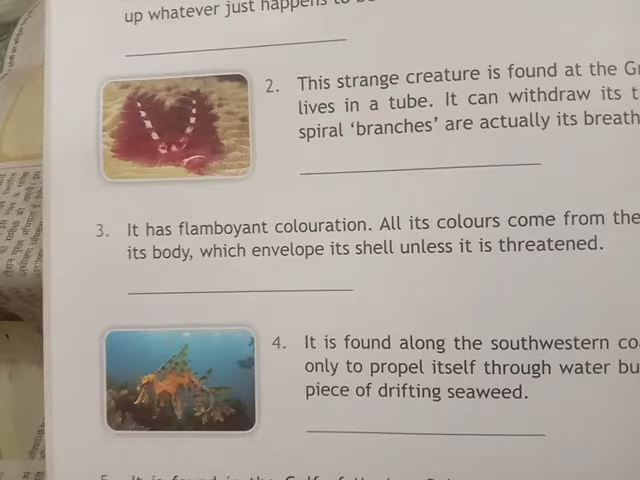 up whatever just happens to
2. This strange creature is found at the
lives in a tube. It can withdraw its
spiral ‘branches’ are actually its
3. It has flamboyant colouration. All its colours come from the
its body, which envelope its shell unless it is threatened.
4. It is found along the southwestern
only to propel itself through water
piece of drifting seaweed.